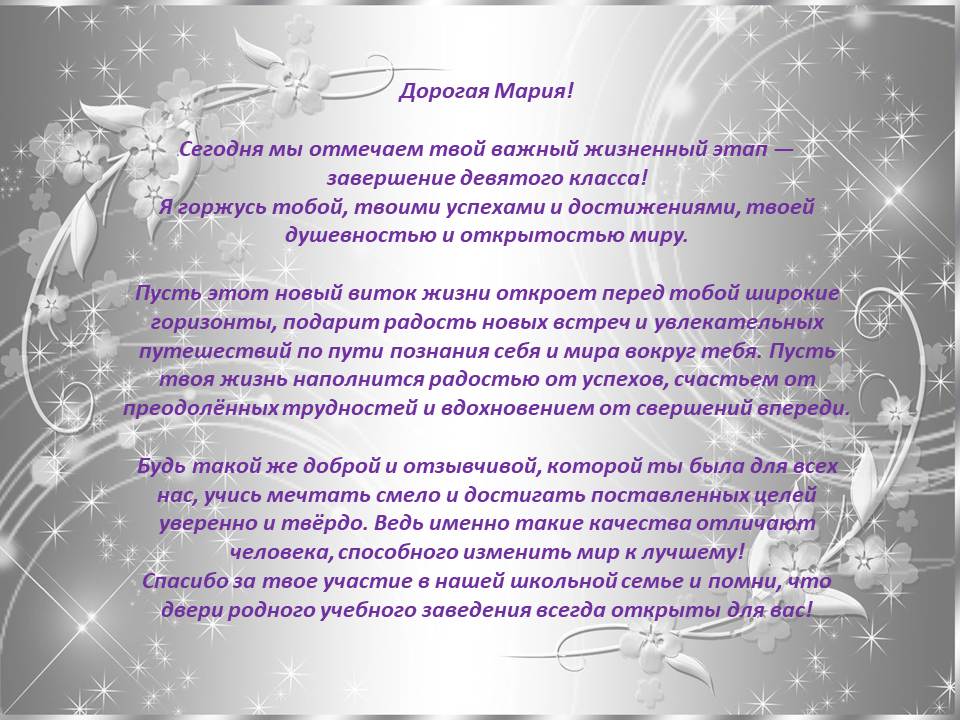 Дорогая Мария!
Сегодня мы отмечаем твой важный жизненный этап —
завершение девятого класса!
Я горжусь тобой, твоими успехами и достижениями, твоей
душевностью и открытостью миру.
Пусть этот новый виток жизни откроет перед тобой широкие
горизонты, подарит радость новых встреч и увлекательных
путешествий по пути познания себя и мира вокруг тебя. Пусть
твоя жизнь наполнится радостью от успехов, счастьем от
преодолённых трудностей и вдохновением от свершений впереди.
Будь такой же доброй и отзывчивой, которой ты была для всех
нас, учись мечтать смело и достигать поставленных целей
уверенно и твёрдо. Ведь именно такие качества отличают
человека, способного изменить мир к лучшему!
Спасибо за твое участие в нашей школьной семье и помни, что
двери родного учебного заведения всегда открыты для вас!